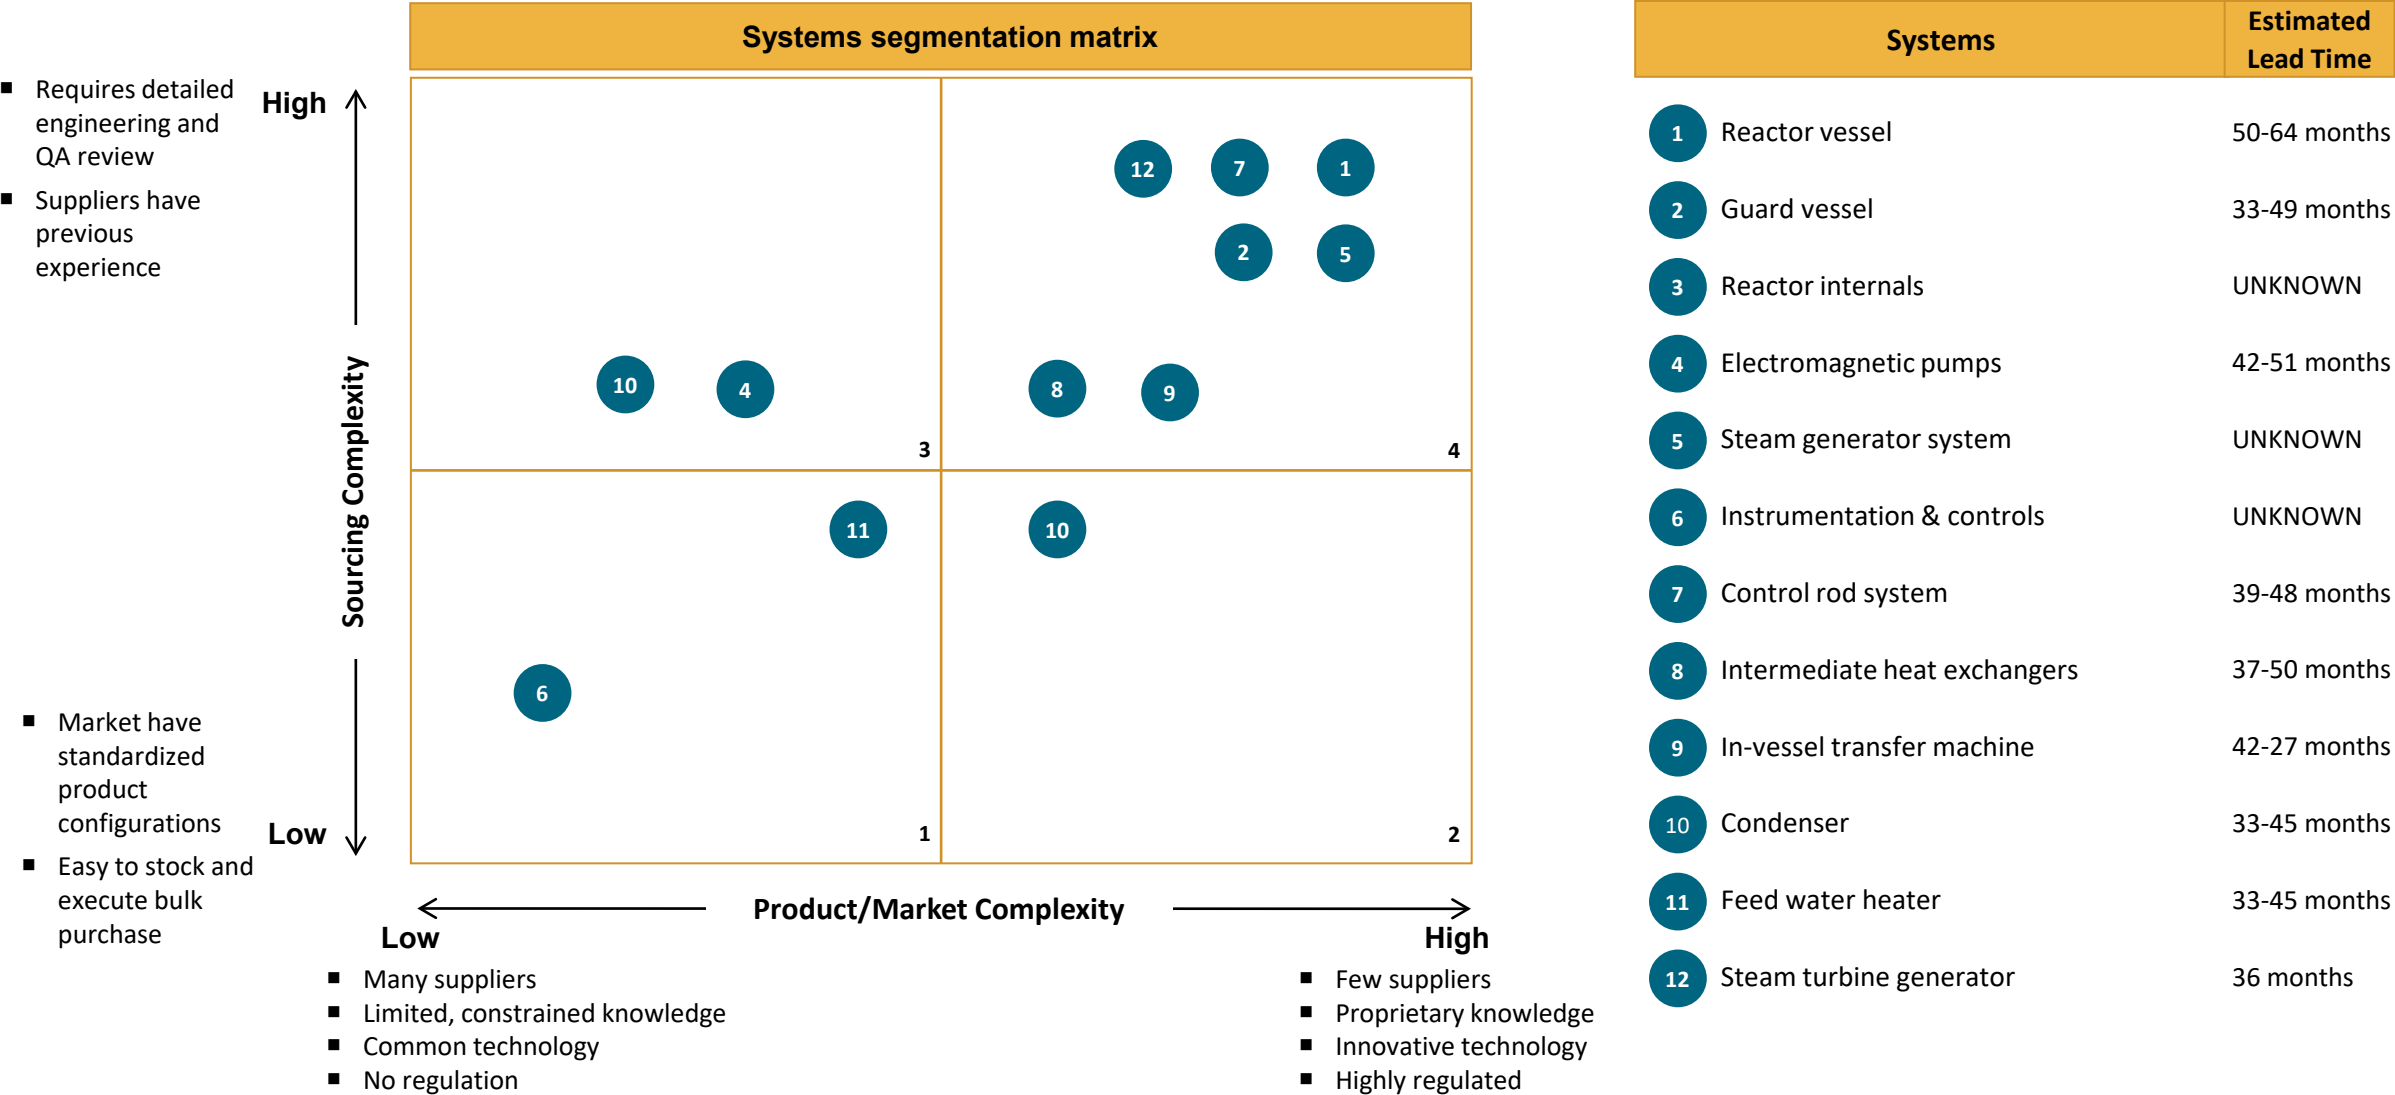 Systems segmentation matrix
Requires detailed
engineering and
QA review
Suppliers have
previous
experience
High
Sourcing Complexity
Low
Market have
standardized
product
configurations
Easy to stock and
execute bulk
purchase
12
7
1
2
5
10
4
8
9
3
4
11
10
6
1
2
Product/Market Complexity
Low
High
Many suppliers
Limited, constrained knowledge
Common technology
No regulation
Few suppliers
Proprietary knowledge
Innovative technology
Highly regulated
Systems
Estimated
Lead Time
1 Reactor vessel 50-64 months
2 Guard vessel 33-49 months
3 Reactor internals UNKNOWN
4 Electromagnetic pumps 42-51 months
5 Steam generator system UNKNOWN
6 Instrumentation & controls UNKNOWN
7 Control rod system 39-48 months
8 Intermediate heat exchangers 37-50 months
9 In-vessel transfer machine 42-27 months
10 Condenser 33-45 months
11 Feed water heater 33-45 months
12 Steam turbine generator 36 months